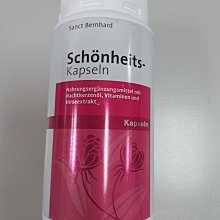 Sanct Bernhard
Schönheits-
Kapseln
Nahrungsergänzungsmittel mit
Nachtkerzenöl, Vitaminen und
Hirseextrakt
Kapseln